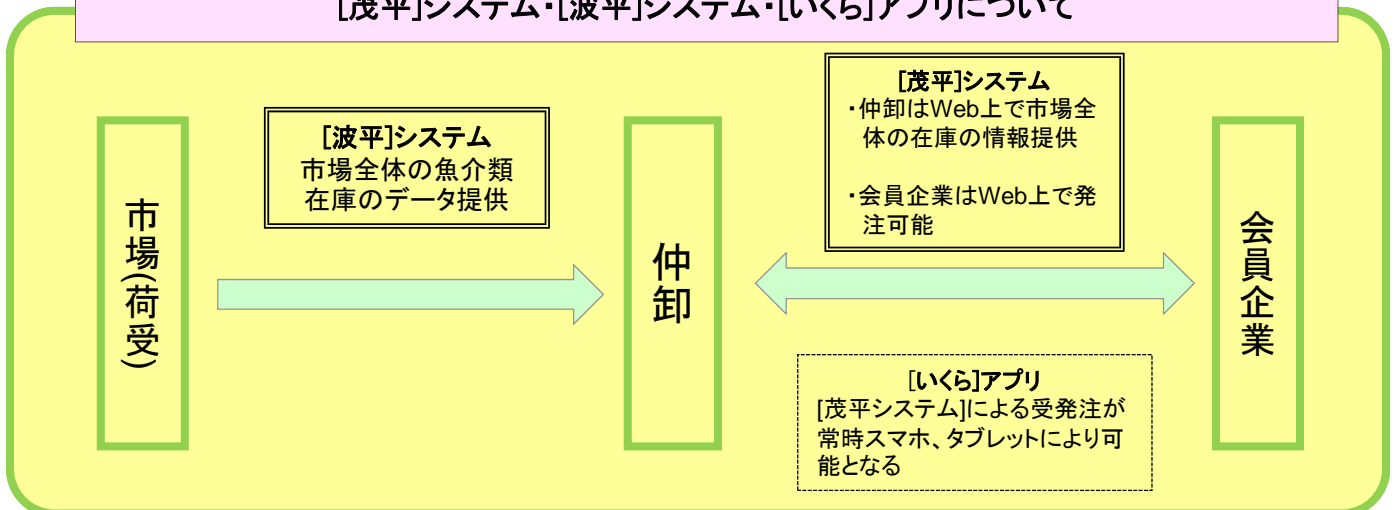 [茂平]システム・[波平]システム・[いくら]アプリについて
[波平]システム
市場全体の魚介類
在庫のデータ提供
[茂平]システム
・仲卸はWeb上で市場全
体の在庫の情報提供
・会員企業はWeb上で発
注可能
市場(荷受)
仲卸
会員企業
[いくら]アプリ
[茂平システム]による受発注が
常時スマホ、タブレットにより可
能となる